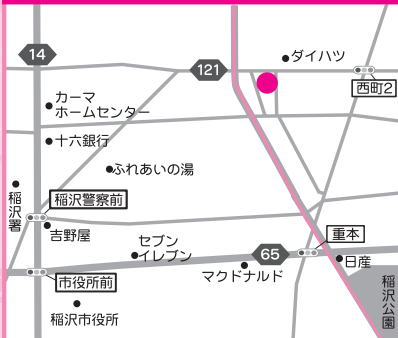 14
ダイハツ
121
西町2
カーマ
ホームセンター
十六銀行
ふれあいの湯
稲沢署
稲沢警察前
吉野屋
セブン
イレブン
65
重本
日産
マクドナルド
市役所前
稲沢公園
稲沢市役所